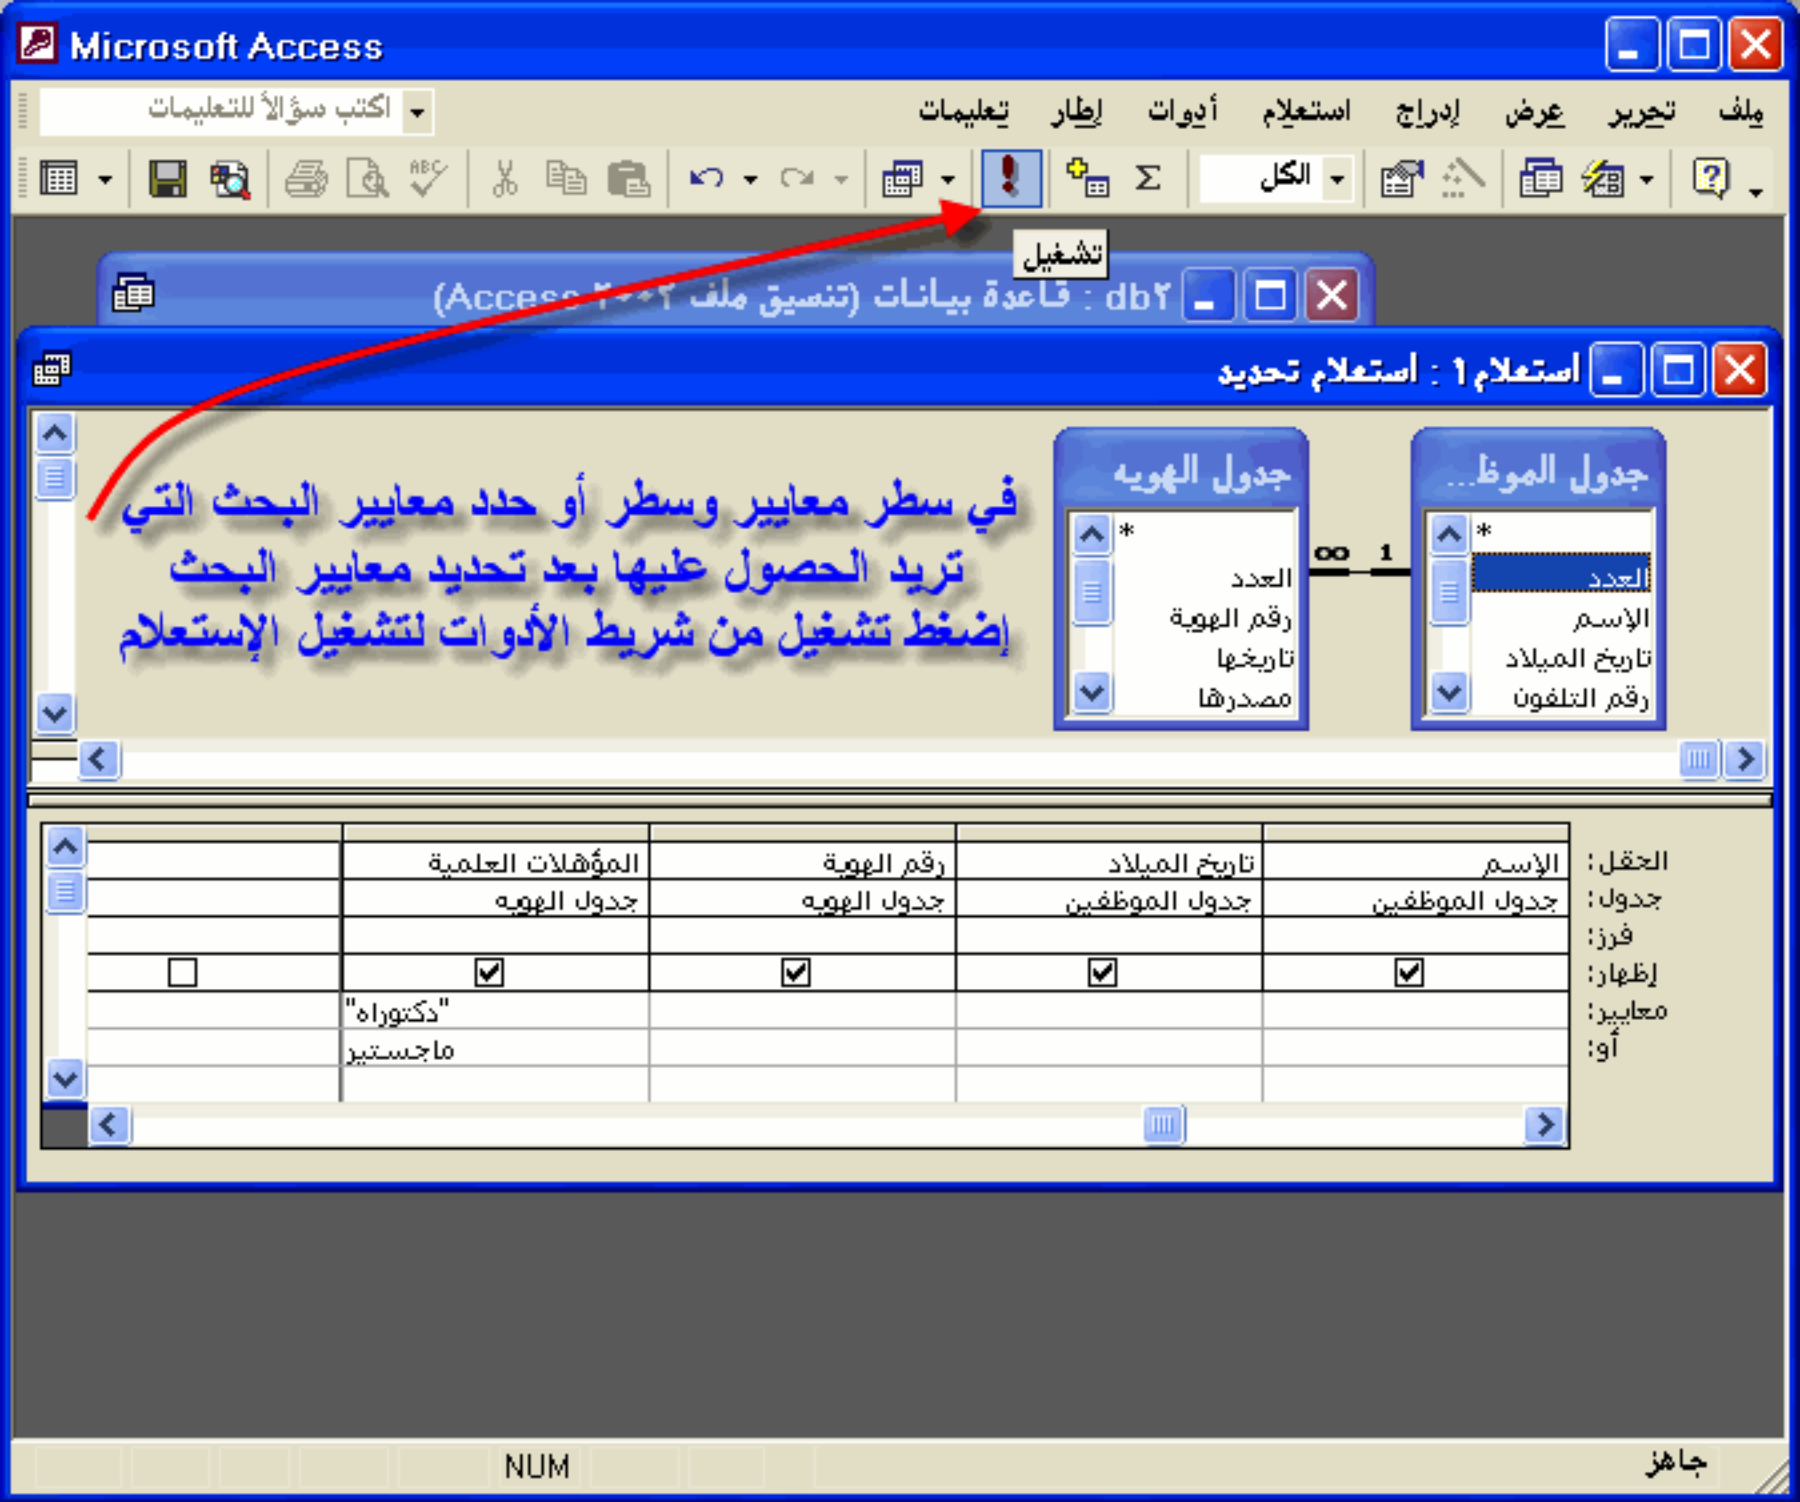 Microsoft Access
ملف تحرير عرض إدراج استعلام أدوات إطار تعليمات اكتب سؤالاً للتعليمات
ABC الكل
تشغيل
db٢ : قاعدة بيانات (تنسيق ملف Access ٢٠٠٢)
استعلام١ : استعلام تحديد
جدول الموظ...
*
العدد
الإسم
تاريخ الميلاد
رقم التلفون
1 ∞
جدول الهويه
*
العدد
رقم الهوية
تاريخها
مصدرها
في سطر معايير وسطر أو حدد معايير البحث التي
تريد الحصول عليها بعد تحديد معايير البحث
إضغط تشغيل من شريط الأدوات لتشغيل الإستعلام
الحقل: الإسم تاريخ الميلاد رقم الهوية المؤهلات العلمية
جدول: جدول الموظفين جدول الموظفين جدول الهويه جدول الهويه
فرز:
إظهار:
معايير: "دكتوراه"
أو: ماجستير
جاهز NUM